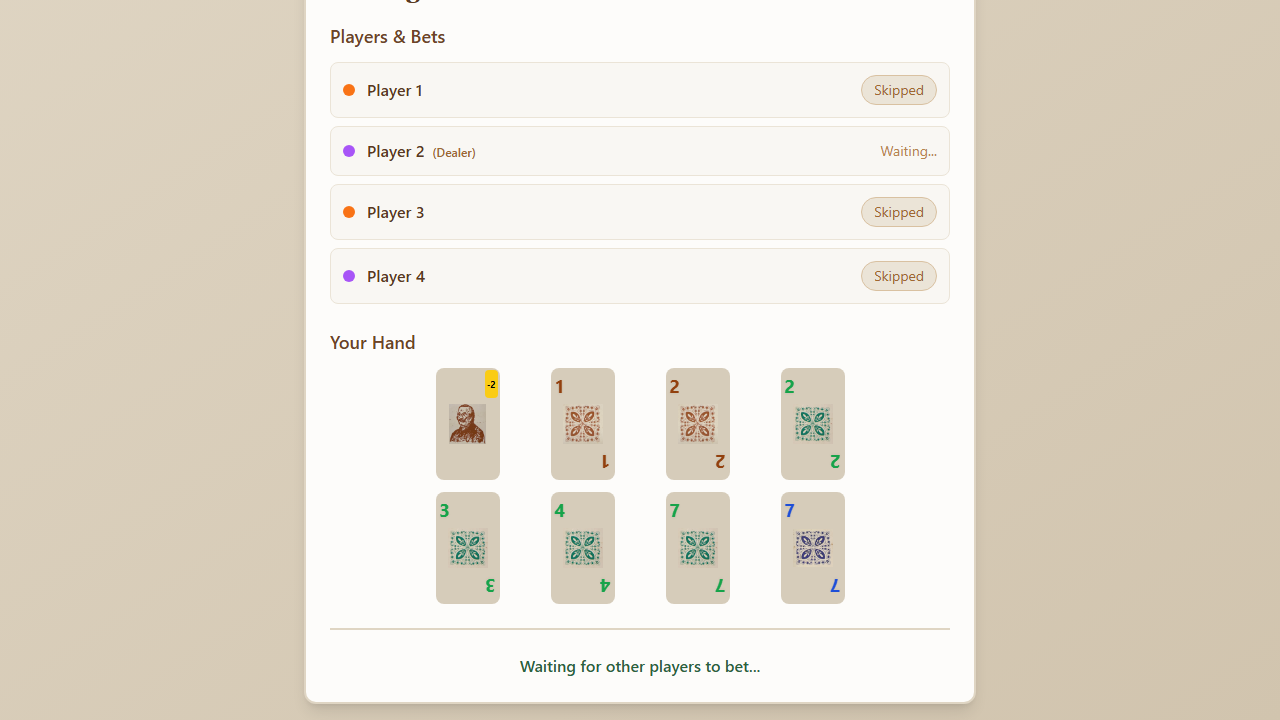 Players & Bets
Player 1
Skipped
Player 2 (Dealer)
Waiting...
Player 3
Skipped
Player 4
Skipped
Your Hand
-2
1
1
2
2
2
2
3
3
4
4
7
7
7
7
Waiting for other players to bet...